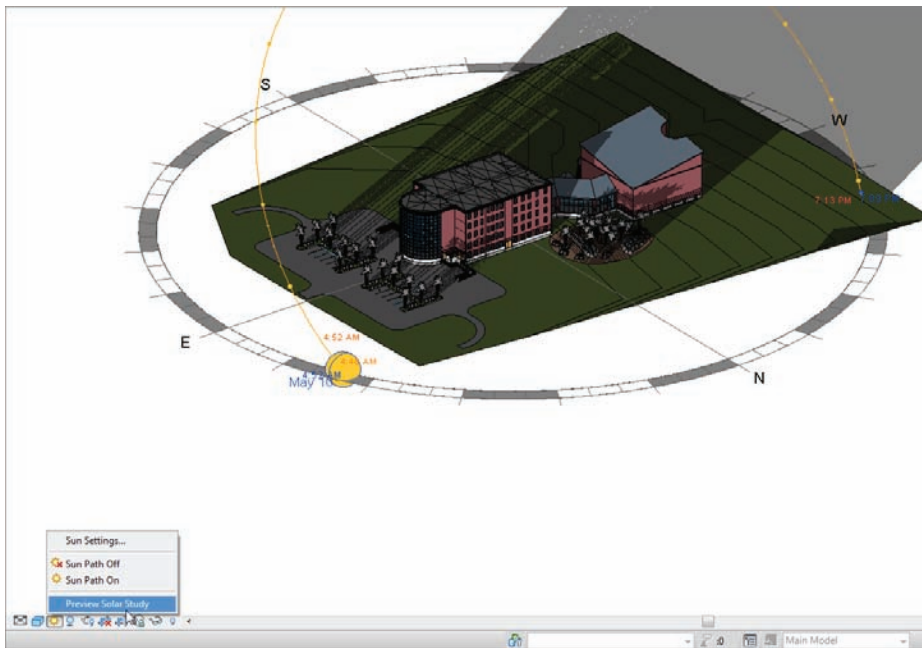 S
W
7:13 PM
E
4:52 AM
May 10
N
Sun Settings...
Sun Path Off
Sun Path On
Preview Solar Study
:0
Main Model